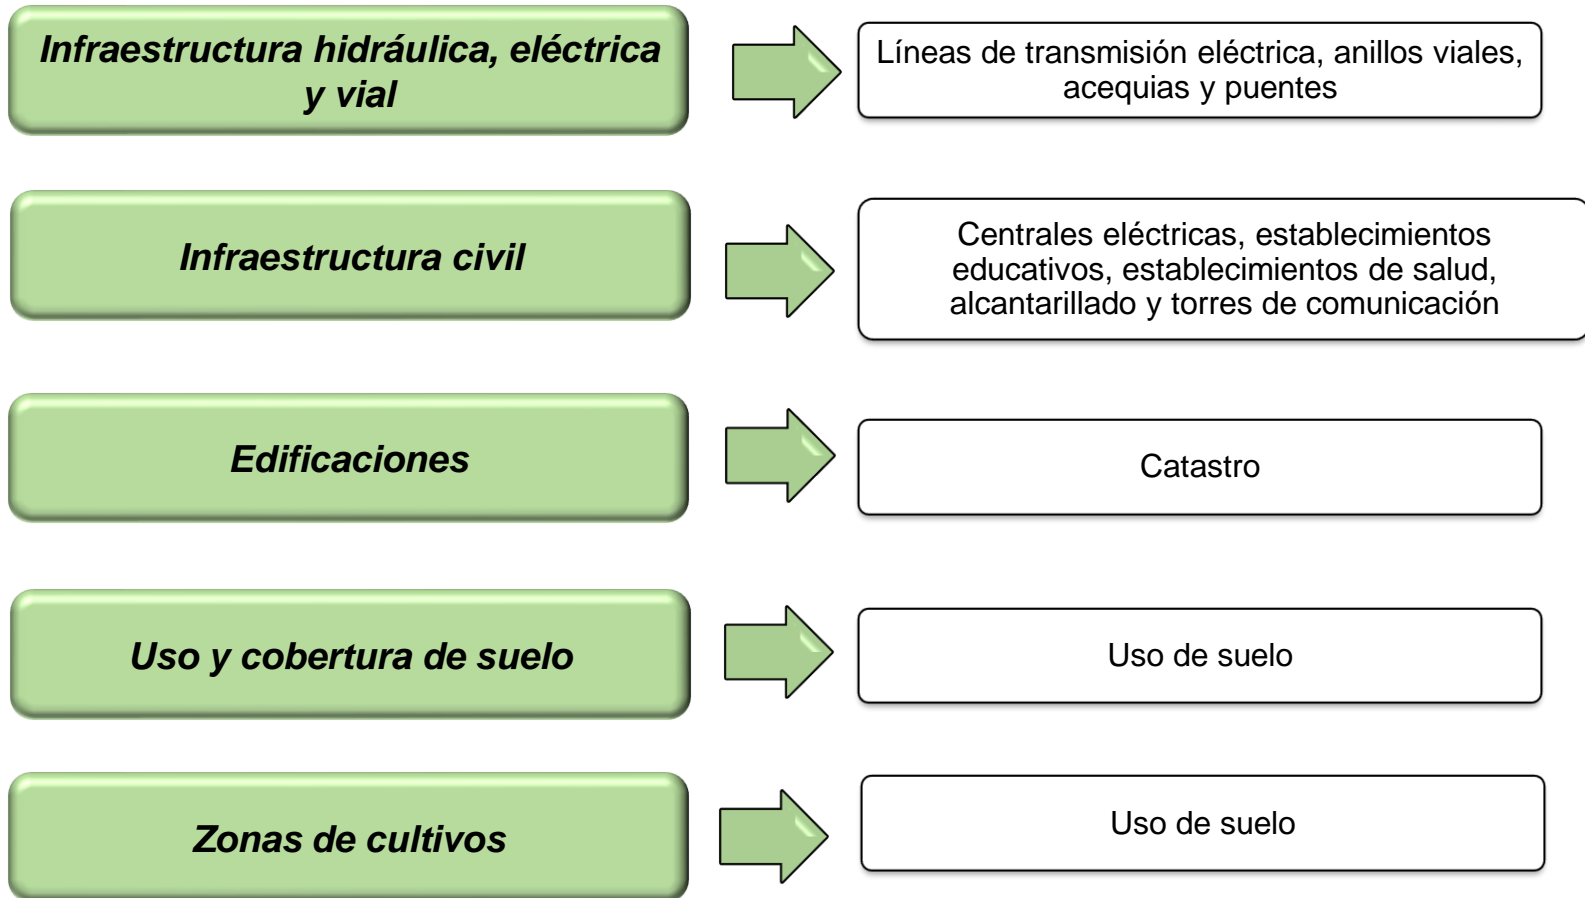 Infraestructura hidráulica, eléctrica
y vial
Líneas de transmisión eléctrica, anillos viales,
acequias y puentes
Infraestructura civil
Centrales eléctricas, establecimientos
educativos, establecimientos de salud,
alcantarillado y torres de comunicación
Edificaciones
Catastro
Uso y cobertura de suelo
Uso de suelo
Zonas de cultivos
Uso de suelo